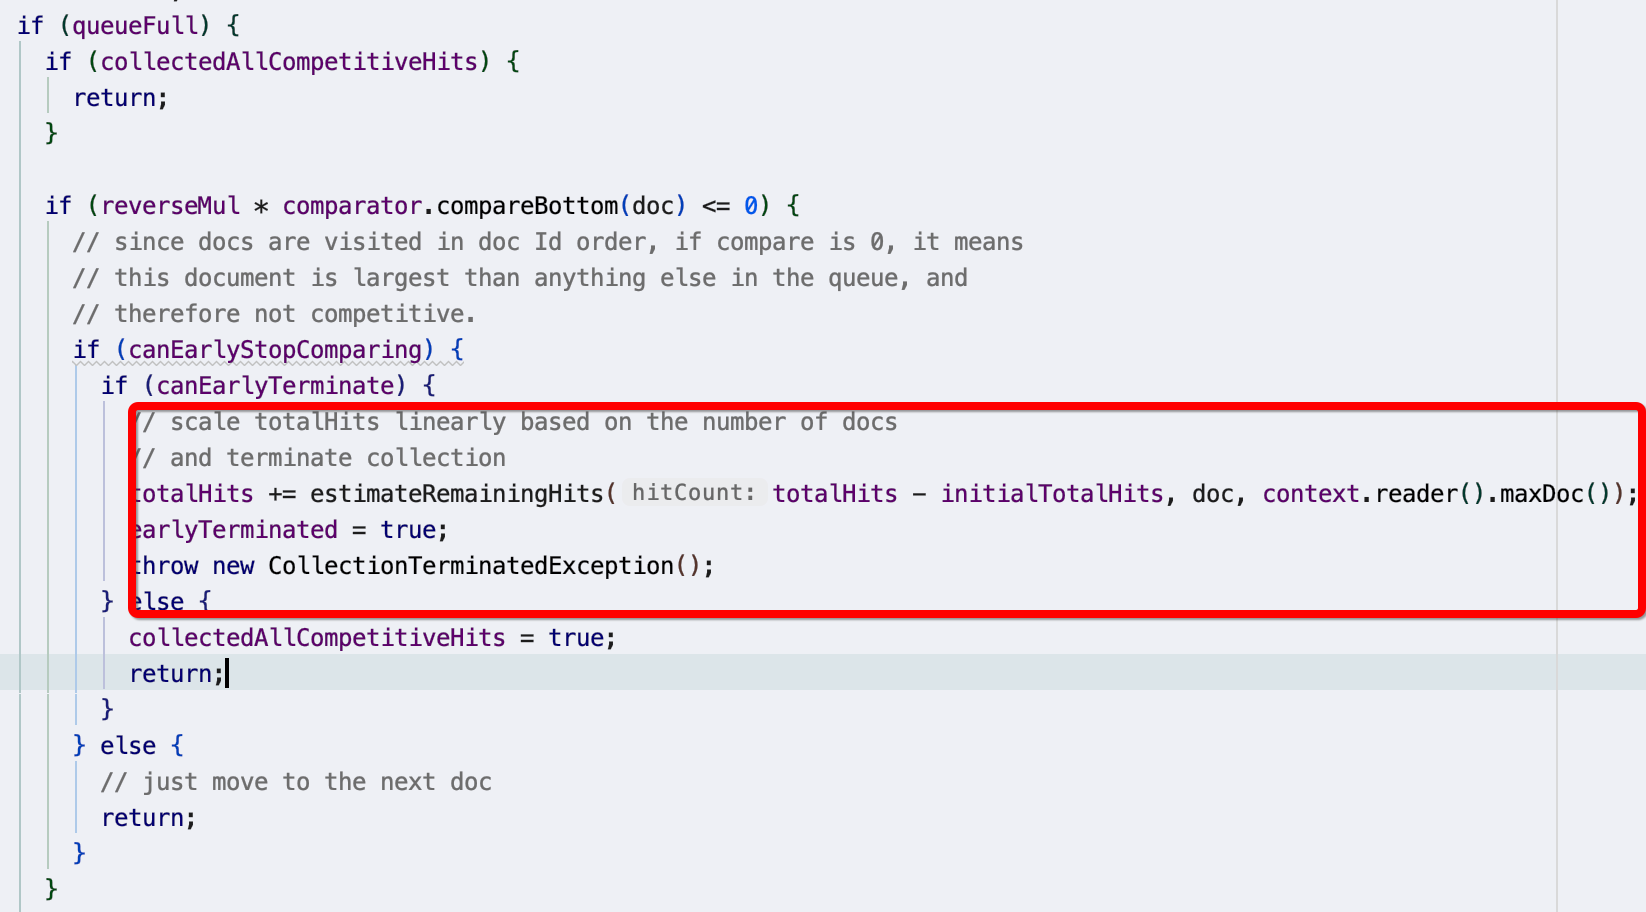 if (queueFull) {
if (collectedAllCompetitiveHits) {
return;
}
if (reverseMul * comparator.compareBottom(doc) <= 0) {
// since docs are visited in doc Id order, if compare is 0, it means
// this document is largest than anything else in the queue, and
// therefore not competitive.
if (canEarlyStopComparing) {
if (canEarlyTerminate) {
// scale totalHits linearly based on the number of docs
// and terminate collection
totalHits += estimateRemainingHits( hitCount: totalHits - initialTotalHits, doc, context.reader().maxDoc());
earlyTerminated = true;
throw new CollectionTerminatedException();
} else {
collectedAllCompetitiveHits = true;
return;
}
} else {
// just move to the next doc
return;
}
}